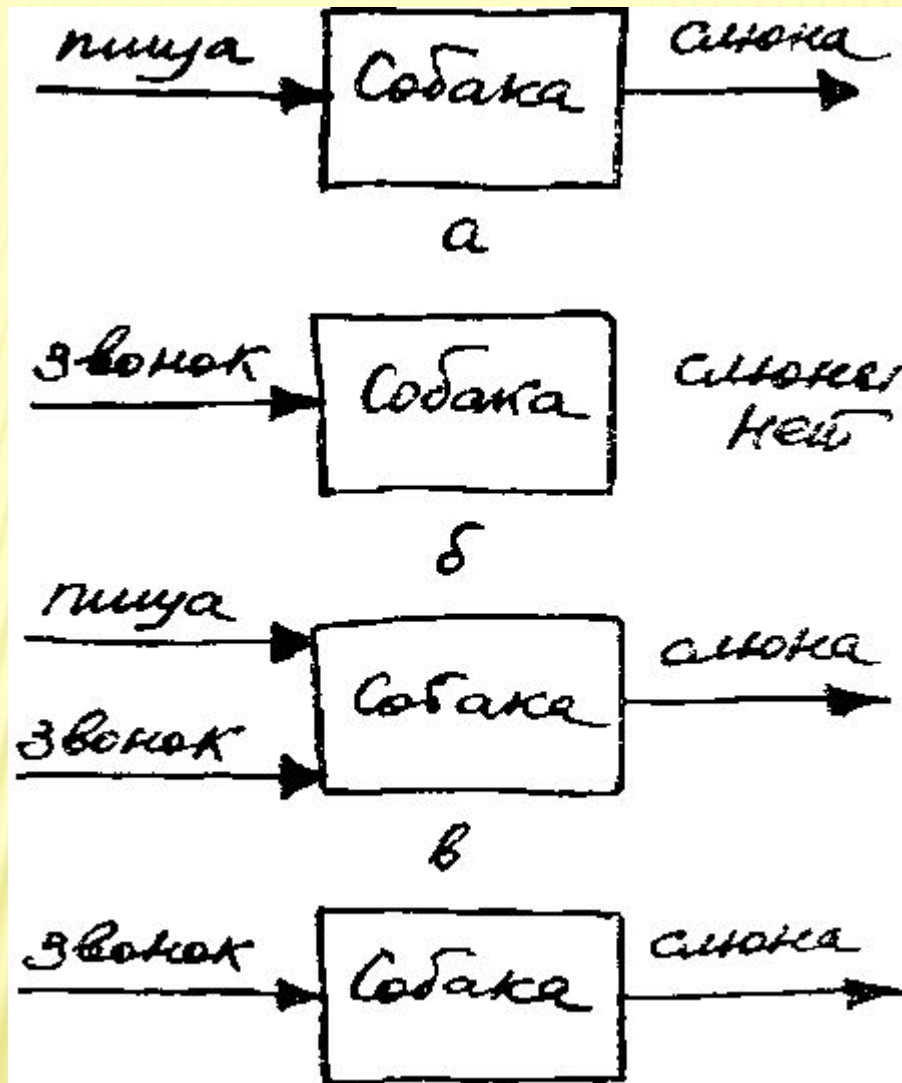 пища
Собака
слюна
а
звонок
Собака
слюны
нет
б
пища
звонок
Собака
слюна
в
звонок
Собака
слюна